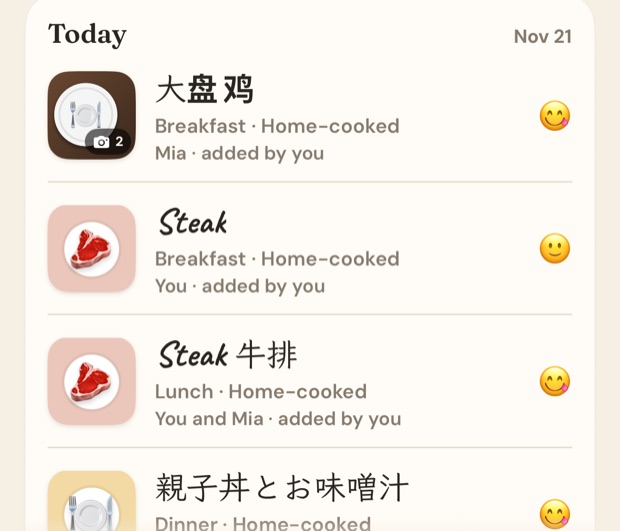 Today
Nov 21
大盘鸡
2
Breakfast · Home-cooked
Mia · added by you
Steak
Breakfast · Home-cooked
You · added by you
Steak 牛排
Lunch · Home-cooked
You and Mia · added by you
親子丼とお味噌汁
Dinner · Home-cooked